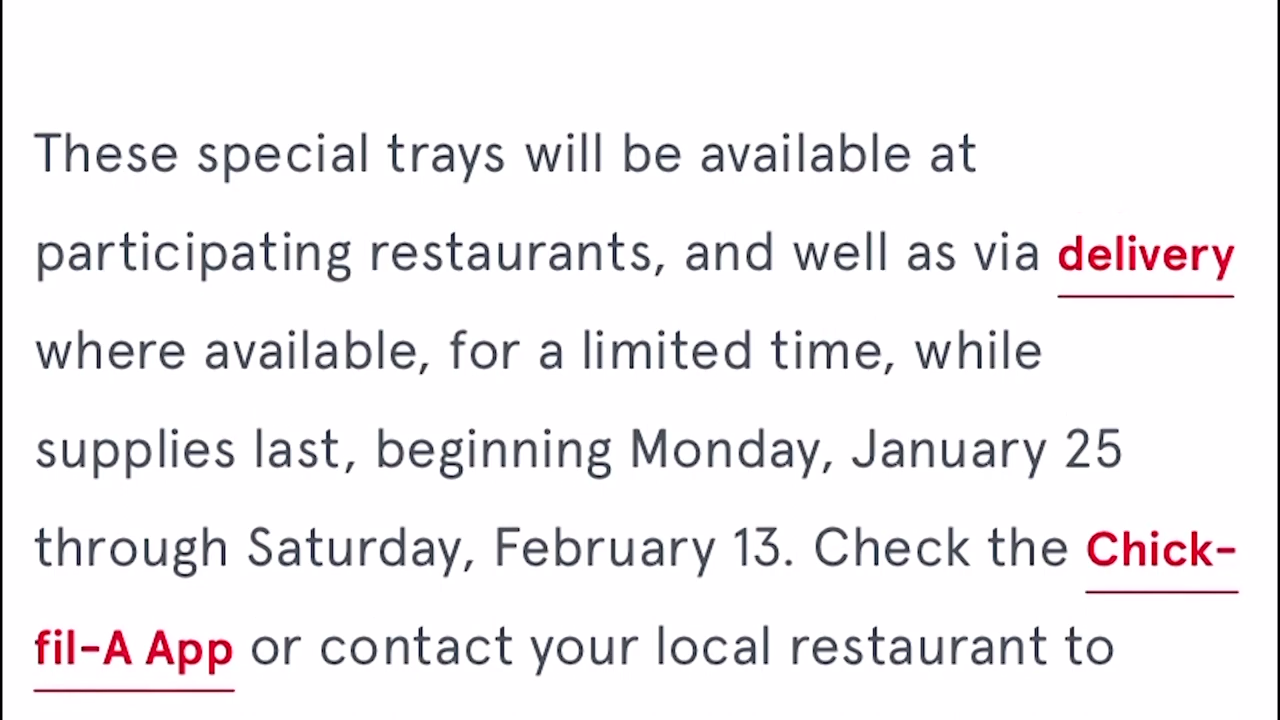 These special trays will be available at
participating restaurants, and well as via delivery
where available, for a limited time, while
supplies last, beginning Monday, January 25
through Saturday, February 13. Check the Chick-
fil-A App or contact your local restaurant to